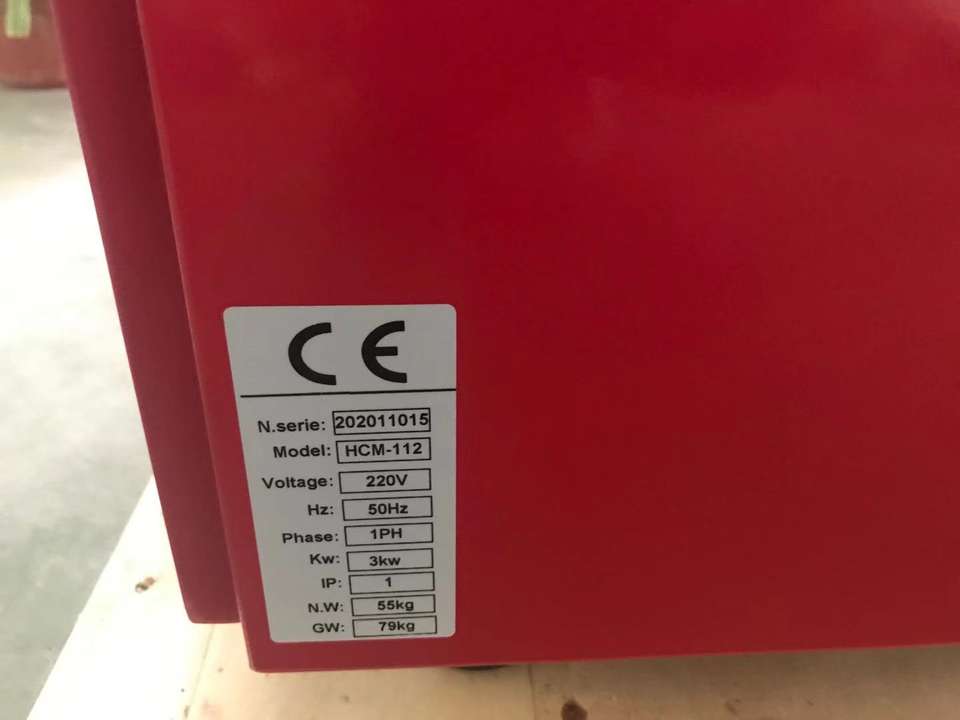 CE
N.serie: 202011015
Model: HCM-112
Voltage: 220V
Hz: 50Hz
Phase: 1PH
Kw: 3kw
IP: 1
N.W: 55kg
GW: 79kg